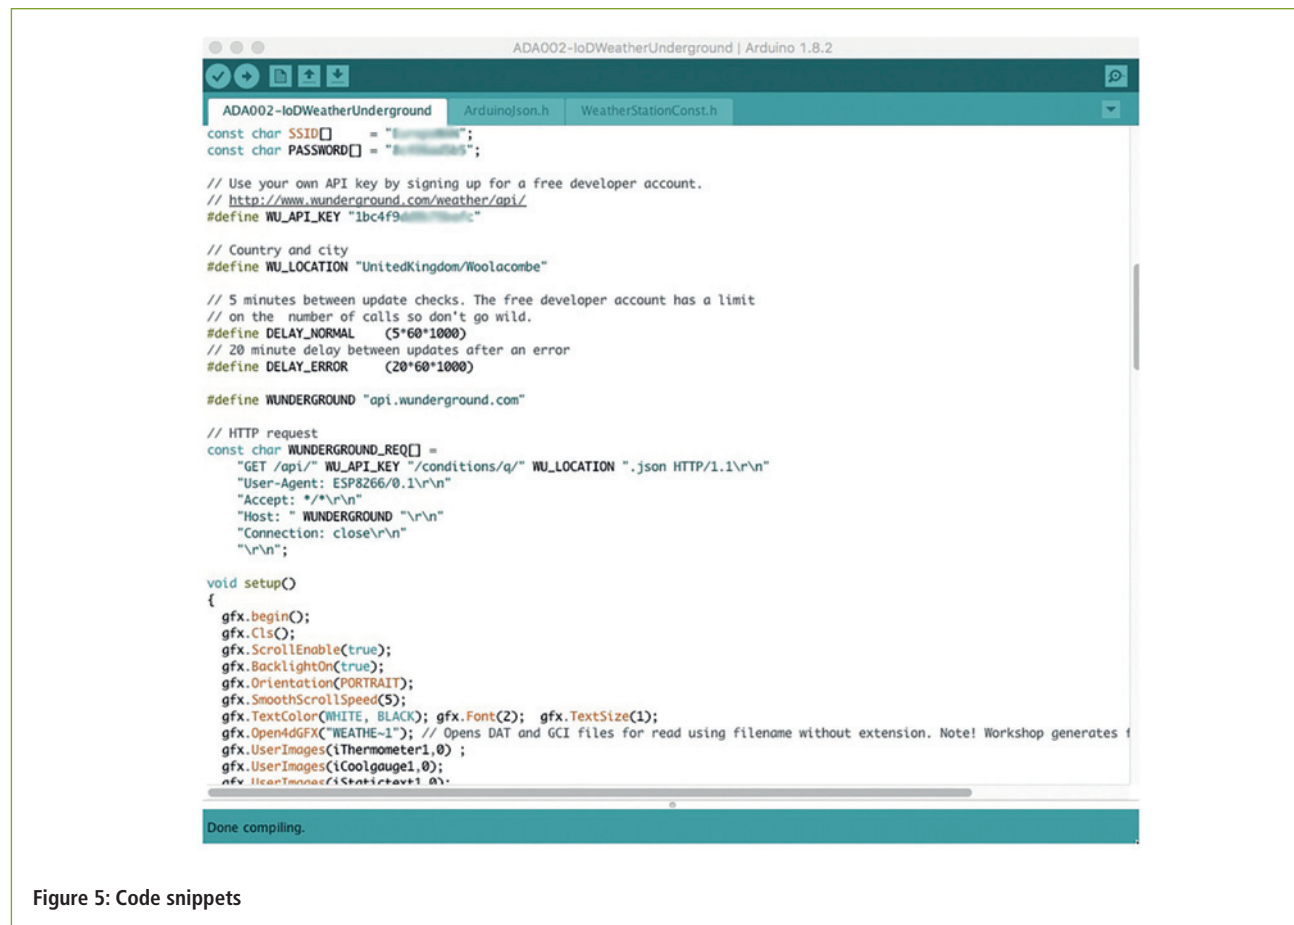 ADA002-IoDWeatherUnderground | Arduino 1.8.2
ADA002-IoDWeatherUnderground ArduinoJson.h WeatherStationConst.h
const char SSID[] = "";
const char PASSWORD[] = "";
// Use your own API key by signing up for a free developer account.
// http://www.wunderground.com/weather/api/
#define WU_API_KEY "1bc4f9"
// Country and city
#define WU_LOCATION "UnitedKingdom/Woolacombe"
// 5 minutes between update checks. The free developer account has a limit
// on the  number of calls so don't go wild.
#define DELAY_NORMAL (5*60*1000)
// 20 minute delay between updates after an error
#define DELAY_ERROR (20*60*1000)
#define WUNDERGROUND "api.wunderground.com"
// HTTP request
const char WUNDERGROUND_REQ[] =
"GET /api/" WU_API_KEY "/conditions/q/" WU_LOCATION ".json HTTP/1.1\r\n"
"User-Agent: ESP8266/0.1\r\n"
"Accept: */*\r\n"
"Host: " WUNDERGROUND "\r\n"
"Connection: close\r\n"
"\r\n";
void setup()
{
gfx.begin();
gfx.Cls();
gfx.ScrollEnable(true);
gfx.BacklightOn(true);
gfx.Orientation(PORTRAIT);
gfx.SmoothScrollSpeed(5);
gfx.TextColor(WHITE, BLACK); gfx.Font(2);  gfx.TextSize(1);
gfx.Open4dGFX("WEATHE~1"); // Opens DAT and GCI files for read using filename without extension. Note! Workshop generates
gfx.UserImages(iThermometer1,0) ;
gfx.UserImages(iCoolgauge1,0);
gfx.UserImages(iStatictext1,0);
Done compiling.
Figure 5: Code snippets